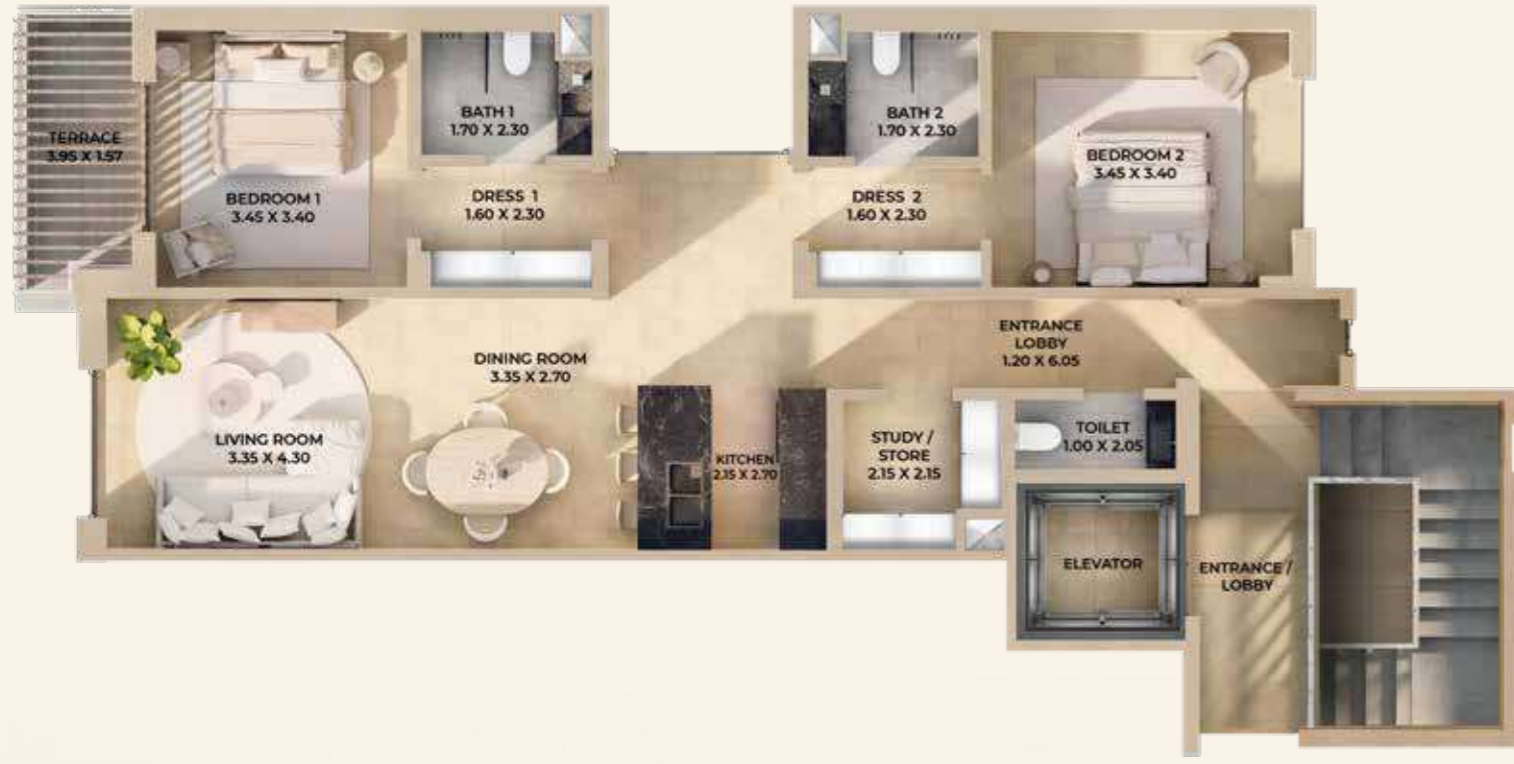 TERRACE
3.95 X 1.57
BEDROOM 1
3.45 X 3.40
BATH 1
1.70 X 2.30
DRESS 1
1.60 X 2.30
BATH 2
1.70 X 2.30
DRESS 2
1.60 X 2.30
BEDROOM 2
3.45 X 3.40
LIVING ROOM
3.35 X 4.30
DINING ROOM
3.35 X 2.70
KITCHEN
2.15 X 2.70
ENTRANCE
LOBBY
1.20 X 6.05
STUDY /
STORE
2.15 X 2.15
TOILET
1.00 X 2.05
ELEVATOR
ENTRANCE /
LOBBY